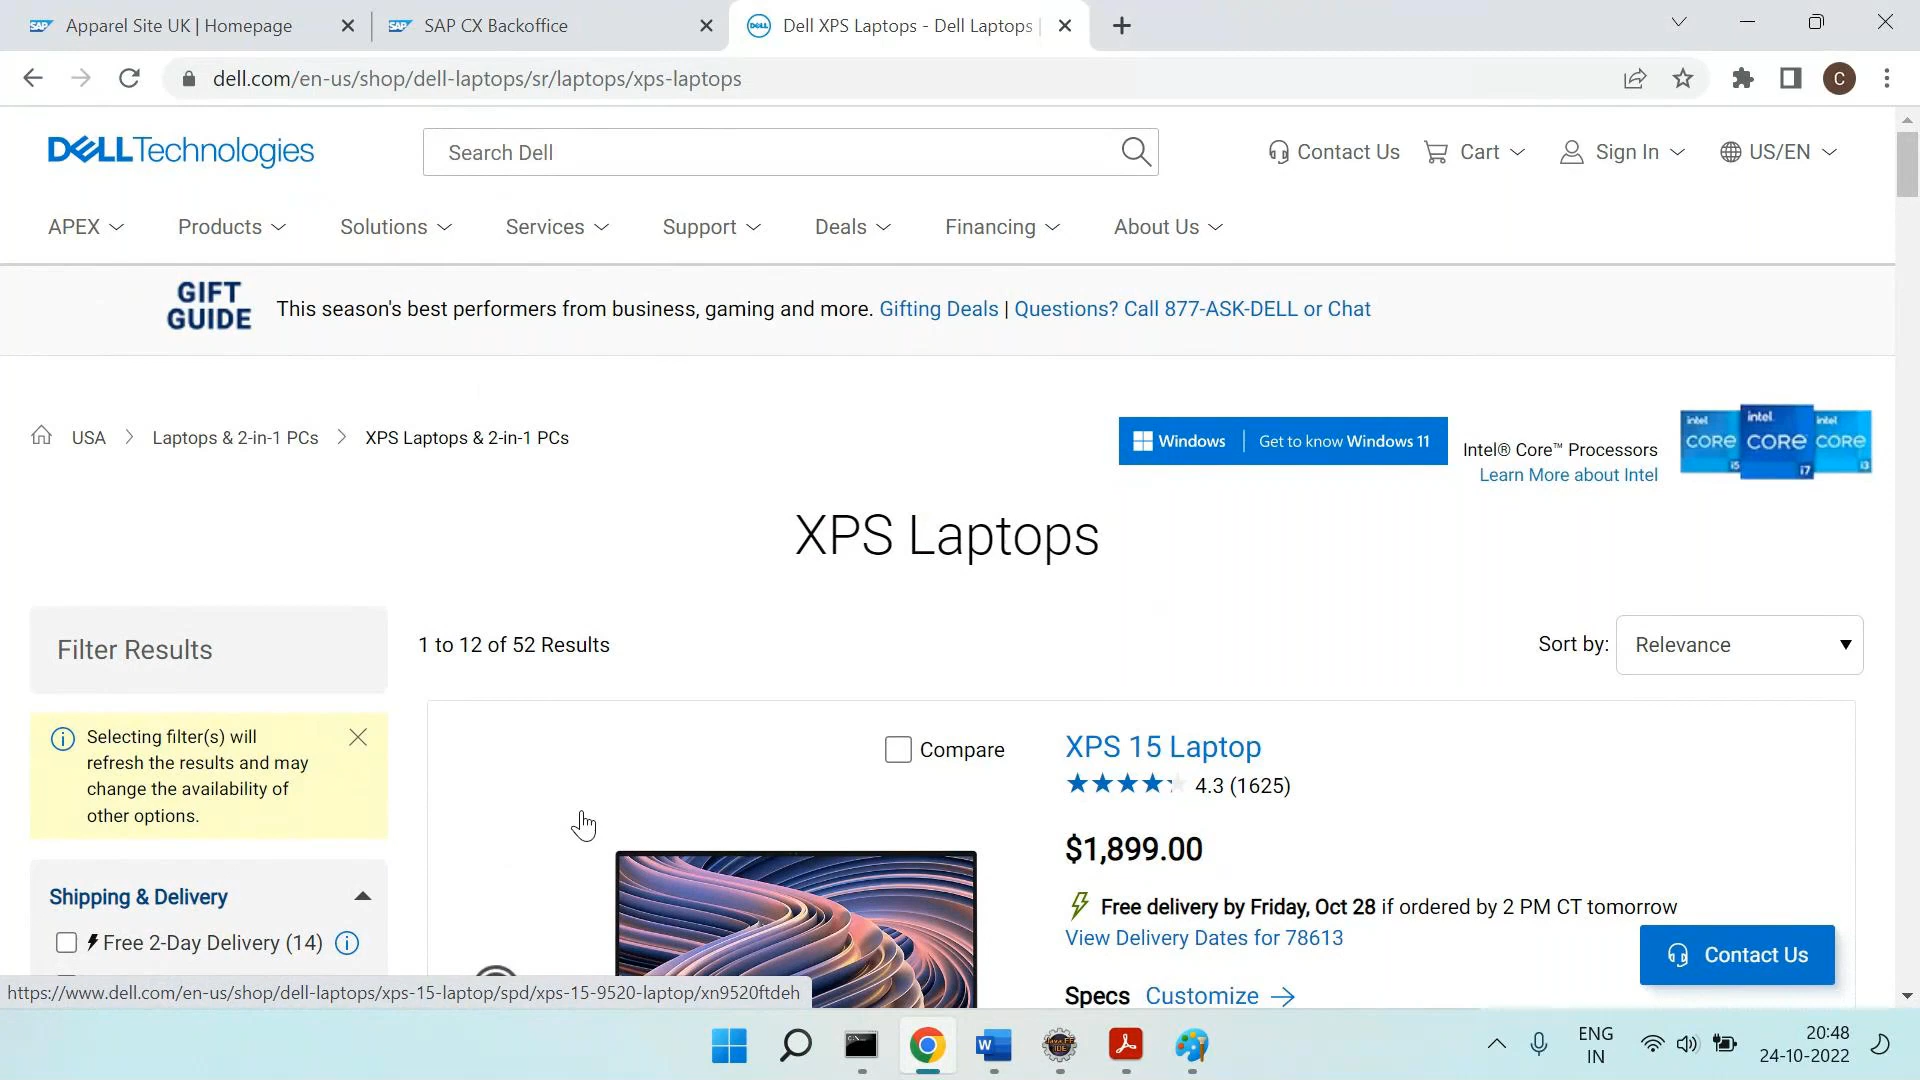 Apparel Site UK | Homepage
SAP CX Backoffice
Dell XPS Laptops - Dell Laptops |
dell.com/en-us/shop/dell-laptops/sr/laptops/xps-laptops
C
DELLTechnologies
Search Dell
Contact Us
Cart
Sign In
US/EN
APEX
Products
Solutions
Services
Support
Deals
Financing
About Us
GIFT
GUIDE
This season's best performers from business, gaming and more. Gifting Deals | Questions? Call 877-ASK-DELL or Chat
USA
Laptops & 2-in-1 PCs
XPS Laptops & 2-in-1 PCs
Windows
Get to know Windows 11
Intel® Core™ Processors
Learn More about Intel
intel CORE i5
intel CORE i7
intel CORE i3
XPS Laptops
Filter Results
1 to 12 of 52 Results
Sort by:
Relevance
Selecting filter(s) will
refresh the results and may
change the availability of
other options.
Compare
XPS 15 Laptop
4.3 (1625)
$1,899.00
Free delivery by Friday, Oct 28 if ordered by 2 PM CT tomorrow
View Delivery Dates for 78613
Shipping & Delivery
Free 2-Day Delivery (14)
Contact Us
Specs
Customize
https://www.dell.com/en-us/shop/dell-laptops/xps-15-laptop/spd/xps-15-9520-laptop/xn9520ftdeh
ENG
IN
20:48
24-10-2022